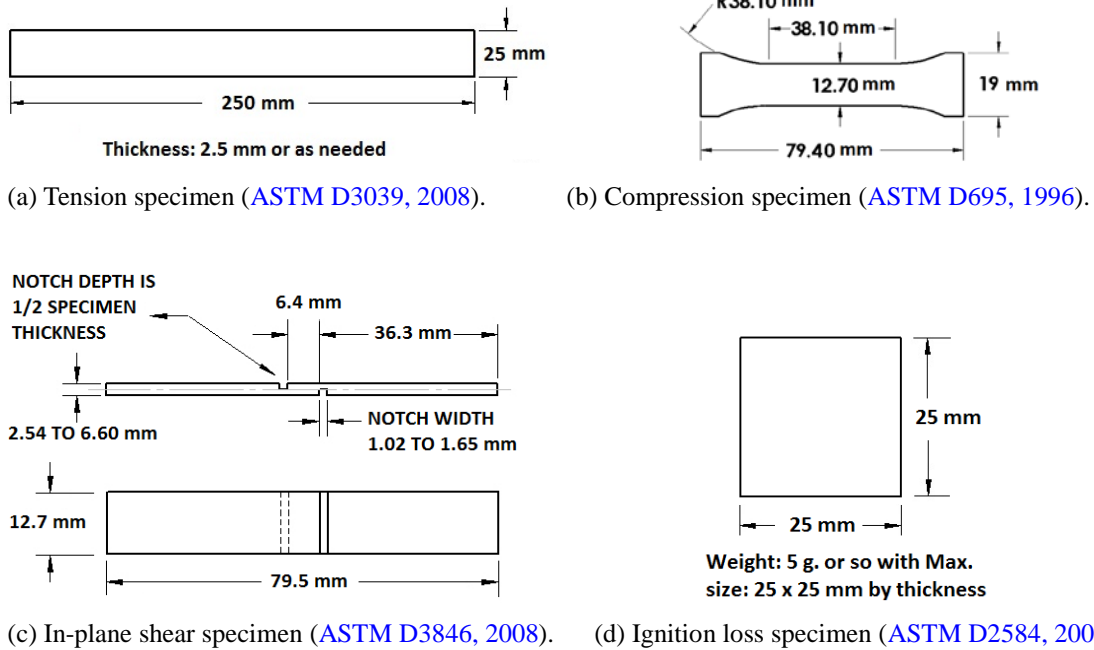 25 mm
250 mm
Thickness: 2.5 mm or as needed
R38.10 mm
38.10 mm
12.70 mm
19 mm
79.40 mm
(a) Tension specimen (ASTM D3039, 2008).
(b) Compression specimen (ASTM D695, 1996).
NOTCH DEPTH IS
1/2 SPECIMEN
THICKNESS
6.4 mm
36.3 mm
2.54 TO 6.60 mm
NOTCH WIDTH
1.02 TO 1.65 mm
12.7 mm
79.5 mm
25 mm
25 mm
Weight: 5 g. or so with Max.
size: 25 x 25 mm by thickness
(c) In-plane shear specimen (ASTM D3846, 2008).
(d) Ignition loss specimen (ASTM D2584, 200